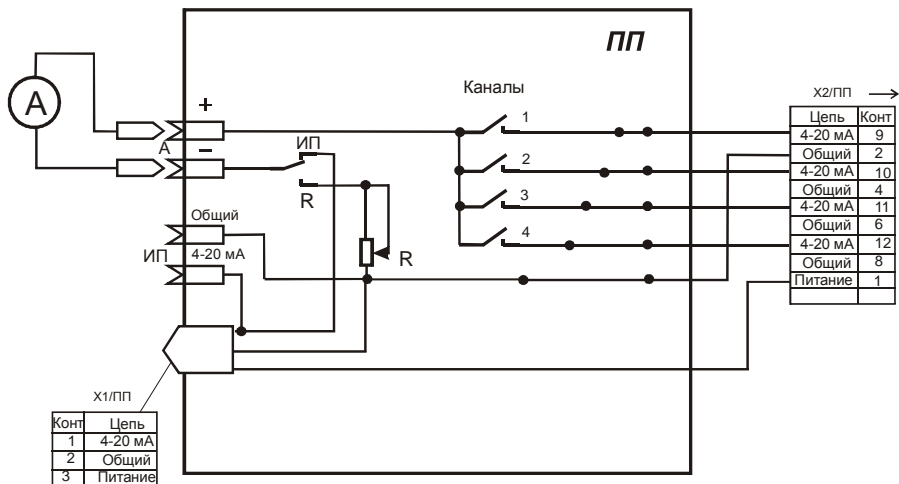 ПП
Каналы
A
+
А
−
ИП
R
R
1
2
3
4
Общий
ИП
4-20 мА
Х2/ПП
Цепь Конт
4-20 мА 9
Общий 2
4-20 мА 10
Общий 4
4-20 мА 11
Общий 6
4-20 мА 12
Общий 8
Питание 1
Х1/ПП
Конт Цепь
1 4-20 мА
2 Общий
3 Питание